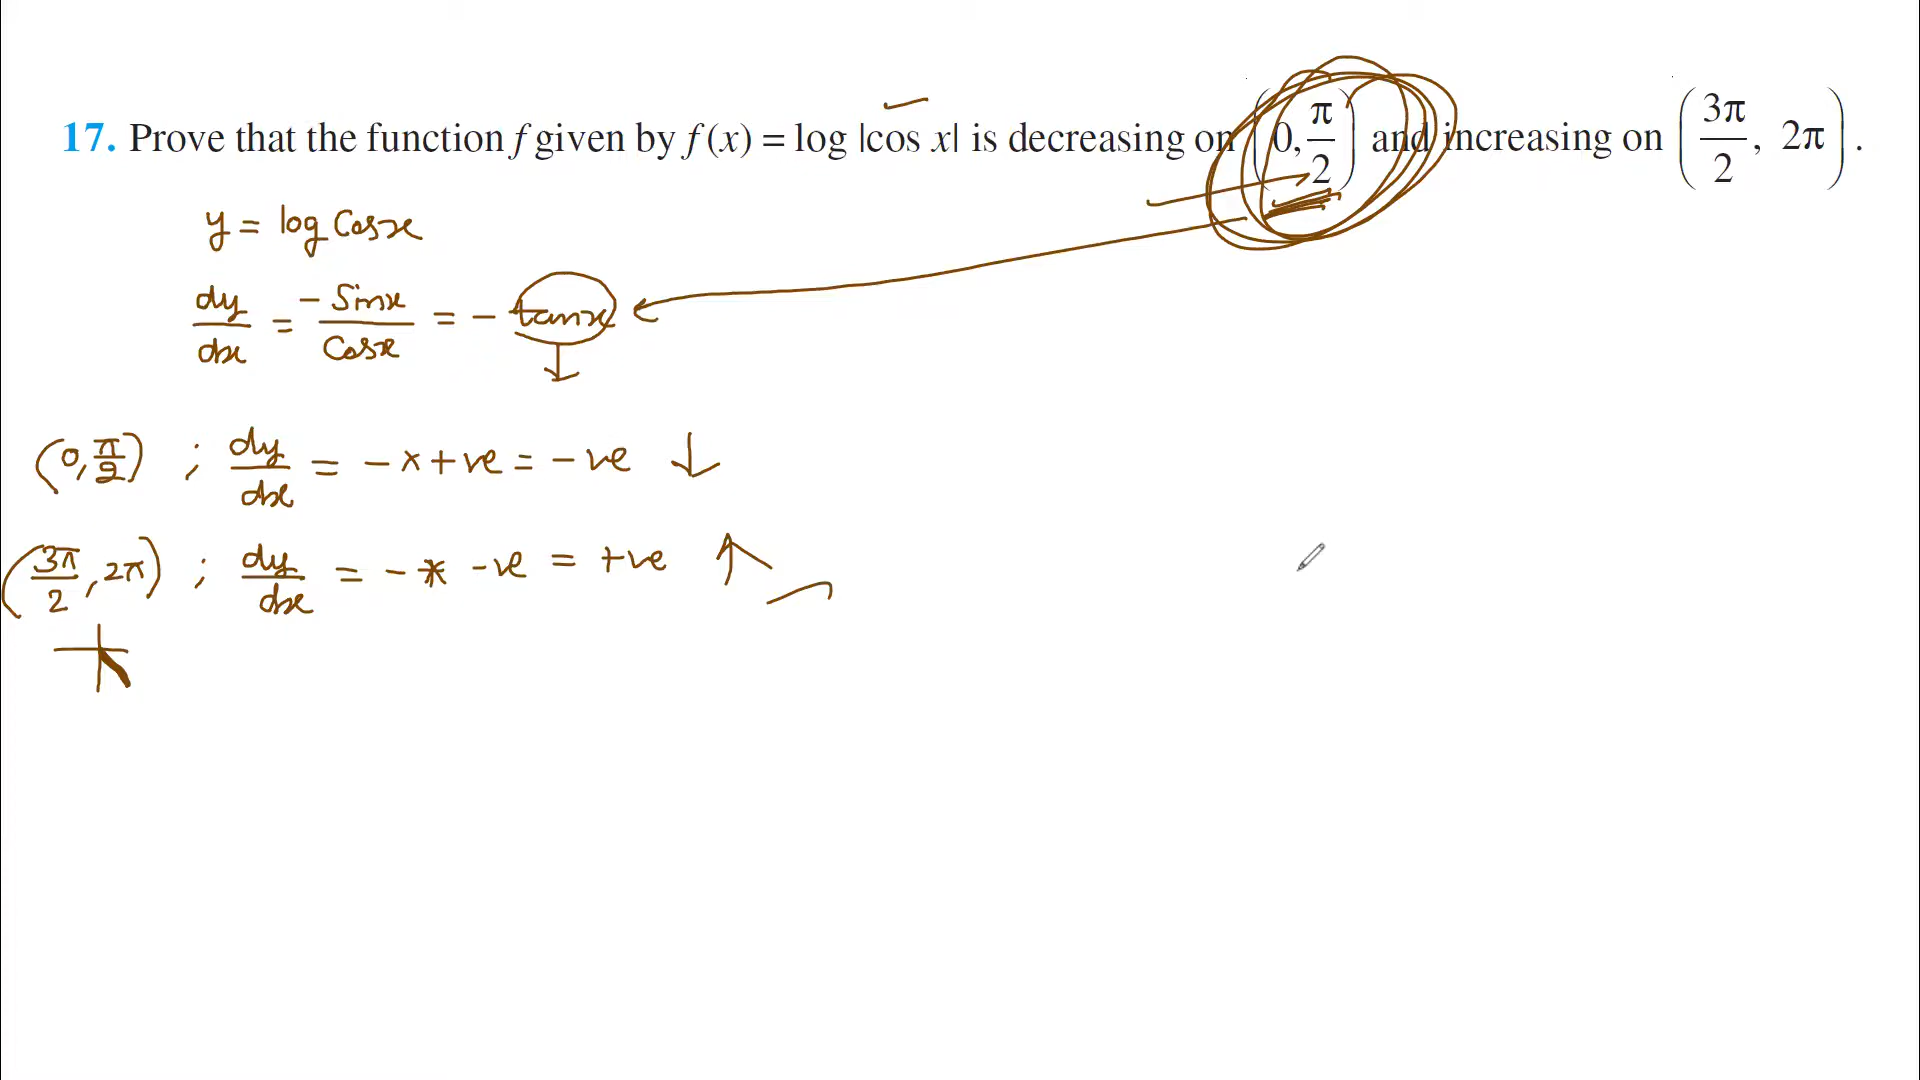 17. Prove that the function f given by f (x) = log |cos x| is decreasing on (0, π/2) and increasing on (3π/2, 2π).
y = log Cosx
dy/dx = -Sinx/Cosx = - tanx
(0, π/2) ; dy/dx = - x +ve = -ve ↓
(3π/2, 2π) ; dy/dx = - * -ve = +ve ↑